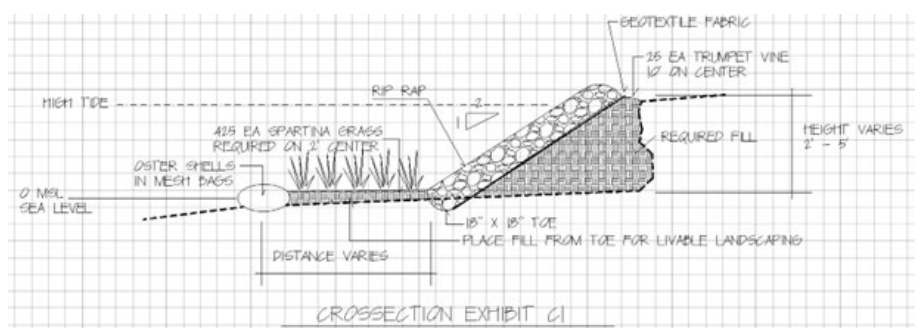 GEOTEXTILE FABRIC
25 EA TRUMPET VINE
10' ON CENTER
RIP RAP
HIGH TIDE
2
1
425 EA SPARTINA GRASS
REQUIRED ON 2' CENTER
REQUIRED FILL
HEIGHT VARIES
2' - 5'
OSTER SHELLS
IN MESH BAGS
0 MSL
SEA LEVEL
18" X 18" TOE
PLACE FILL FROM TOE FOR LIVABLE LANDSCAPING
DISTANCE VARIES
CROSSECTION EXHIBIT C1